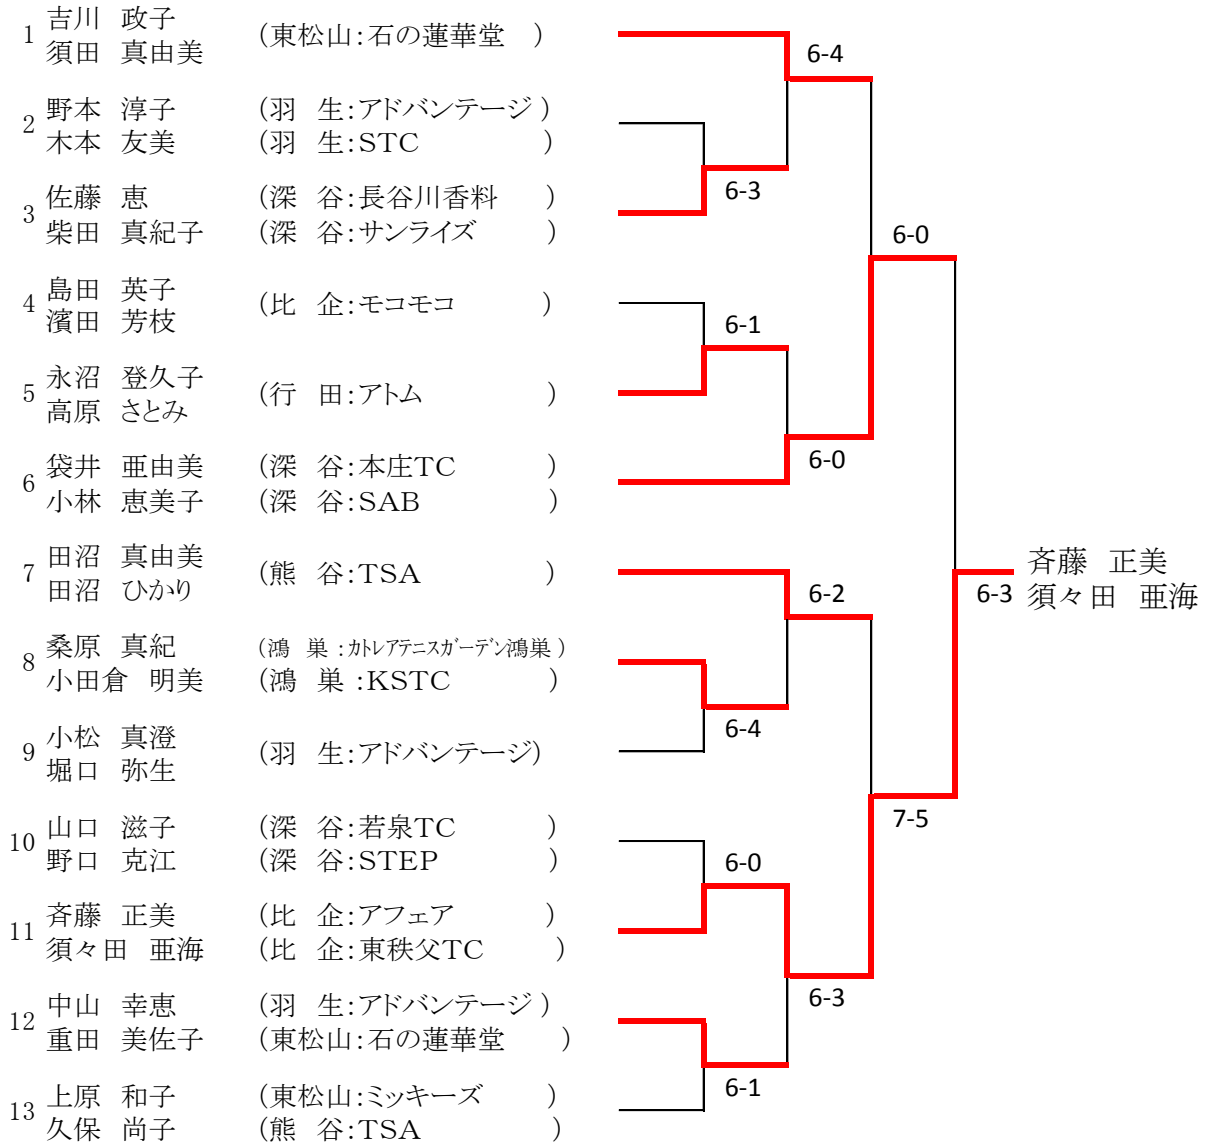 1 吉川 政子 (東松山:石の蓮華堂 )
須田 真由美
6-4
2 野本 淳子 (羽 生:アドバンテージ)
木本 友美 (羽 生:STC )
6-3
3 佐藤 恵 (深 谷:長谷川香料 )
柴田 真紀子 (深 谷:サンライズ )
6-0
4 島田 英子 (比 企:モコモコ )
濱田 芳枝
6-1
5 永沼 登久子 (行 田:アトム )
高原 さとみ
6 袋井 亜由美 (深 谷:本庄TC )
小林 恵美子 (深 谷:SAB )
6-0
7 田沼 真由美 (熊 谷:TSA )
田沼 ひかり
6-2
6-3
斉藤 正美
須々田 亜海
8 桑原 真紀 (鴻 巣:カトレアテニスガーデン鴻巣)
小田倉 明美 (鴻 巣:KSTC )
6-4
9 小松 真澄 (羽 生:アドバンテージ)
堀口 弥生
7-5
10 山口 滋子 (深 谷:若泉TC )
野口 克江 (深 谷:STEP )
6-0
11 斉藤 正美 (比 企:アフェア )
須々田 亜海 (比 企:東秩父TC )
6-3
12 中山 幸恵 (羽 生:アドバンテージ)
重田 美佐子 (東松山:石の蓮華堂 )
6-1
13 上原 和子 (東松山:ミッキーズ )
久保 尚子 (熊 谷:TSA )